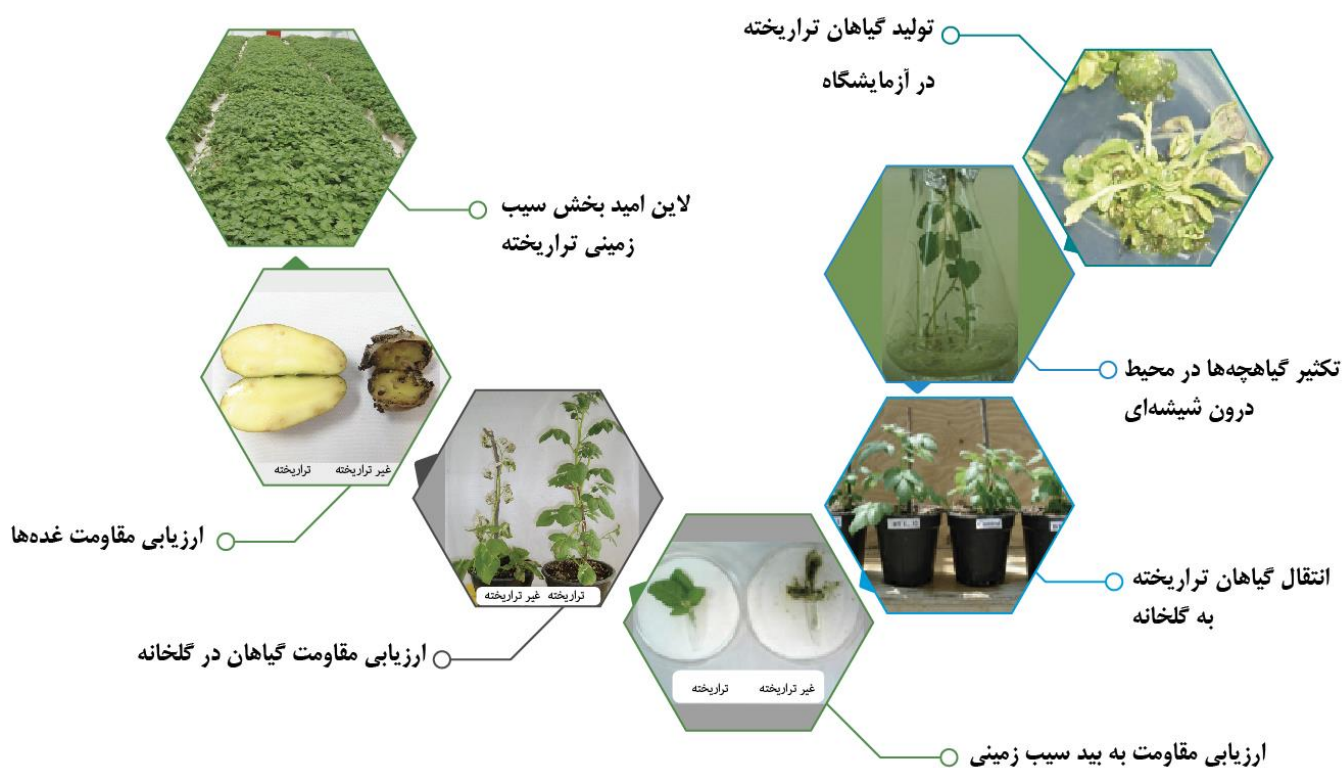 تولید گیاهان تراریخته
در آزمایشگاه
تکثیر گیاهچه‌ها در محیط
درون شیشه‌ای
انتقال گیاهان تراریخته
به گلخانه
ارزیابی مقاومت به بید سیب زمینی
غیر تراریخته
تراریخته
ارزیابی مقاومت گیاهان در گلخانه
تراریخته
غیر تراریخته
ارزیابی مقاومت غده‌ها
غیر تراریخته
تراریخته
لاین امید بخش سیب
زمینی تراریخته